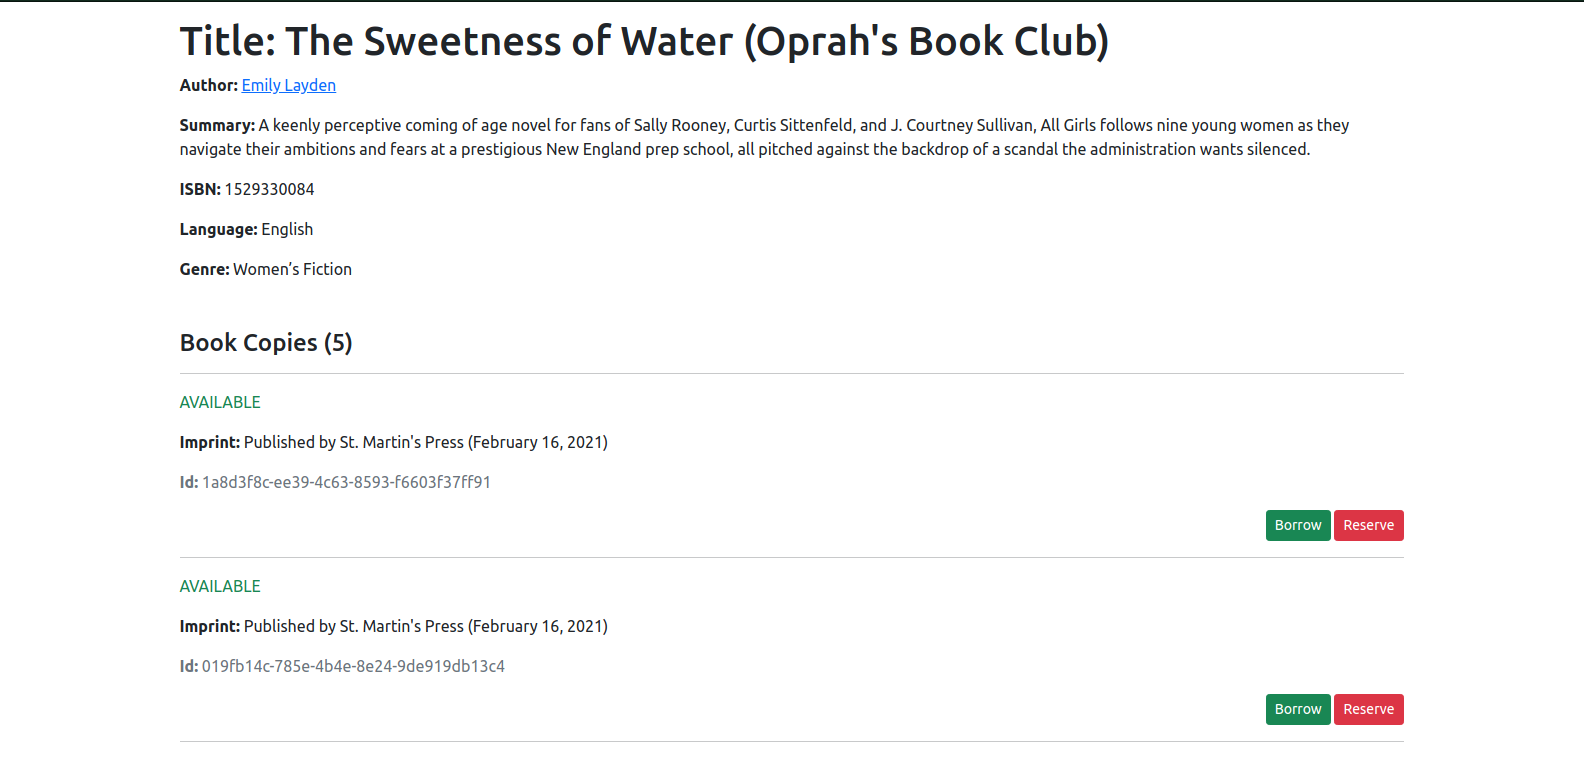 Title: The Sweetness of Water (Oprah's Book Club)
Author: Emily Layden
Summary: A keenly perceptive coming of age novel for fans of Sally Rooney, Curtis Sittenfeld, and J. Courtney Sullivan, All Girls follows nine young women as they
navigate their ambitions and fears at a prestigious New England prep school, all pitched against the backdrop of a scandal the administration wants silenced.
ISBN: 1529330084
Language: English
Genre: Women’s Fiction
Book Copies (5)
AVAILABLE
Imprint: Published by St. Martin's Press (February 16, 2021)
Id: 1a8d3f8c-ee39-4c63-8593-f6603f37ff91
Borrow Reserve
AVAILABLE
Imprint: Published by St. Martin's Press (February 16, 2021)
Id: 019fb14c-785e-4b4e-8e24-9de919db13c4
Borrow Reserve